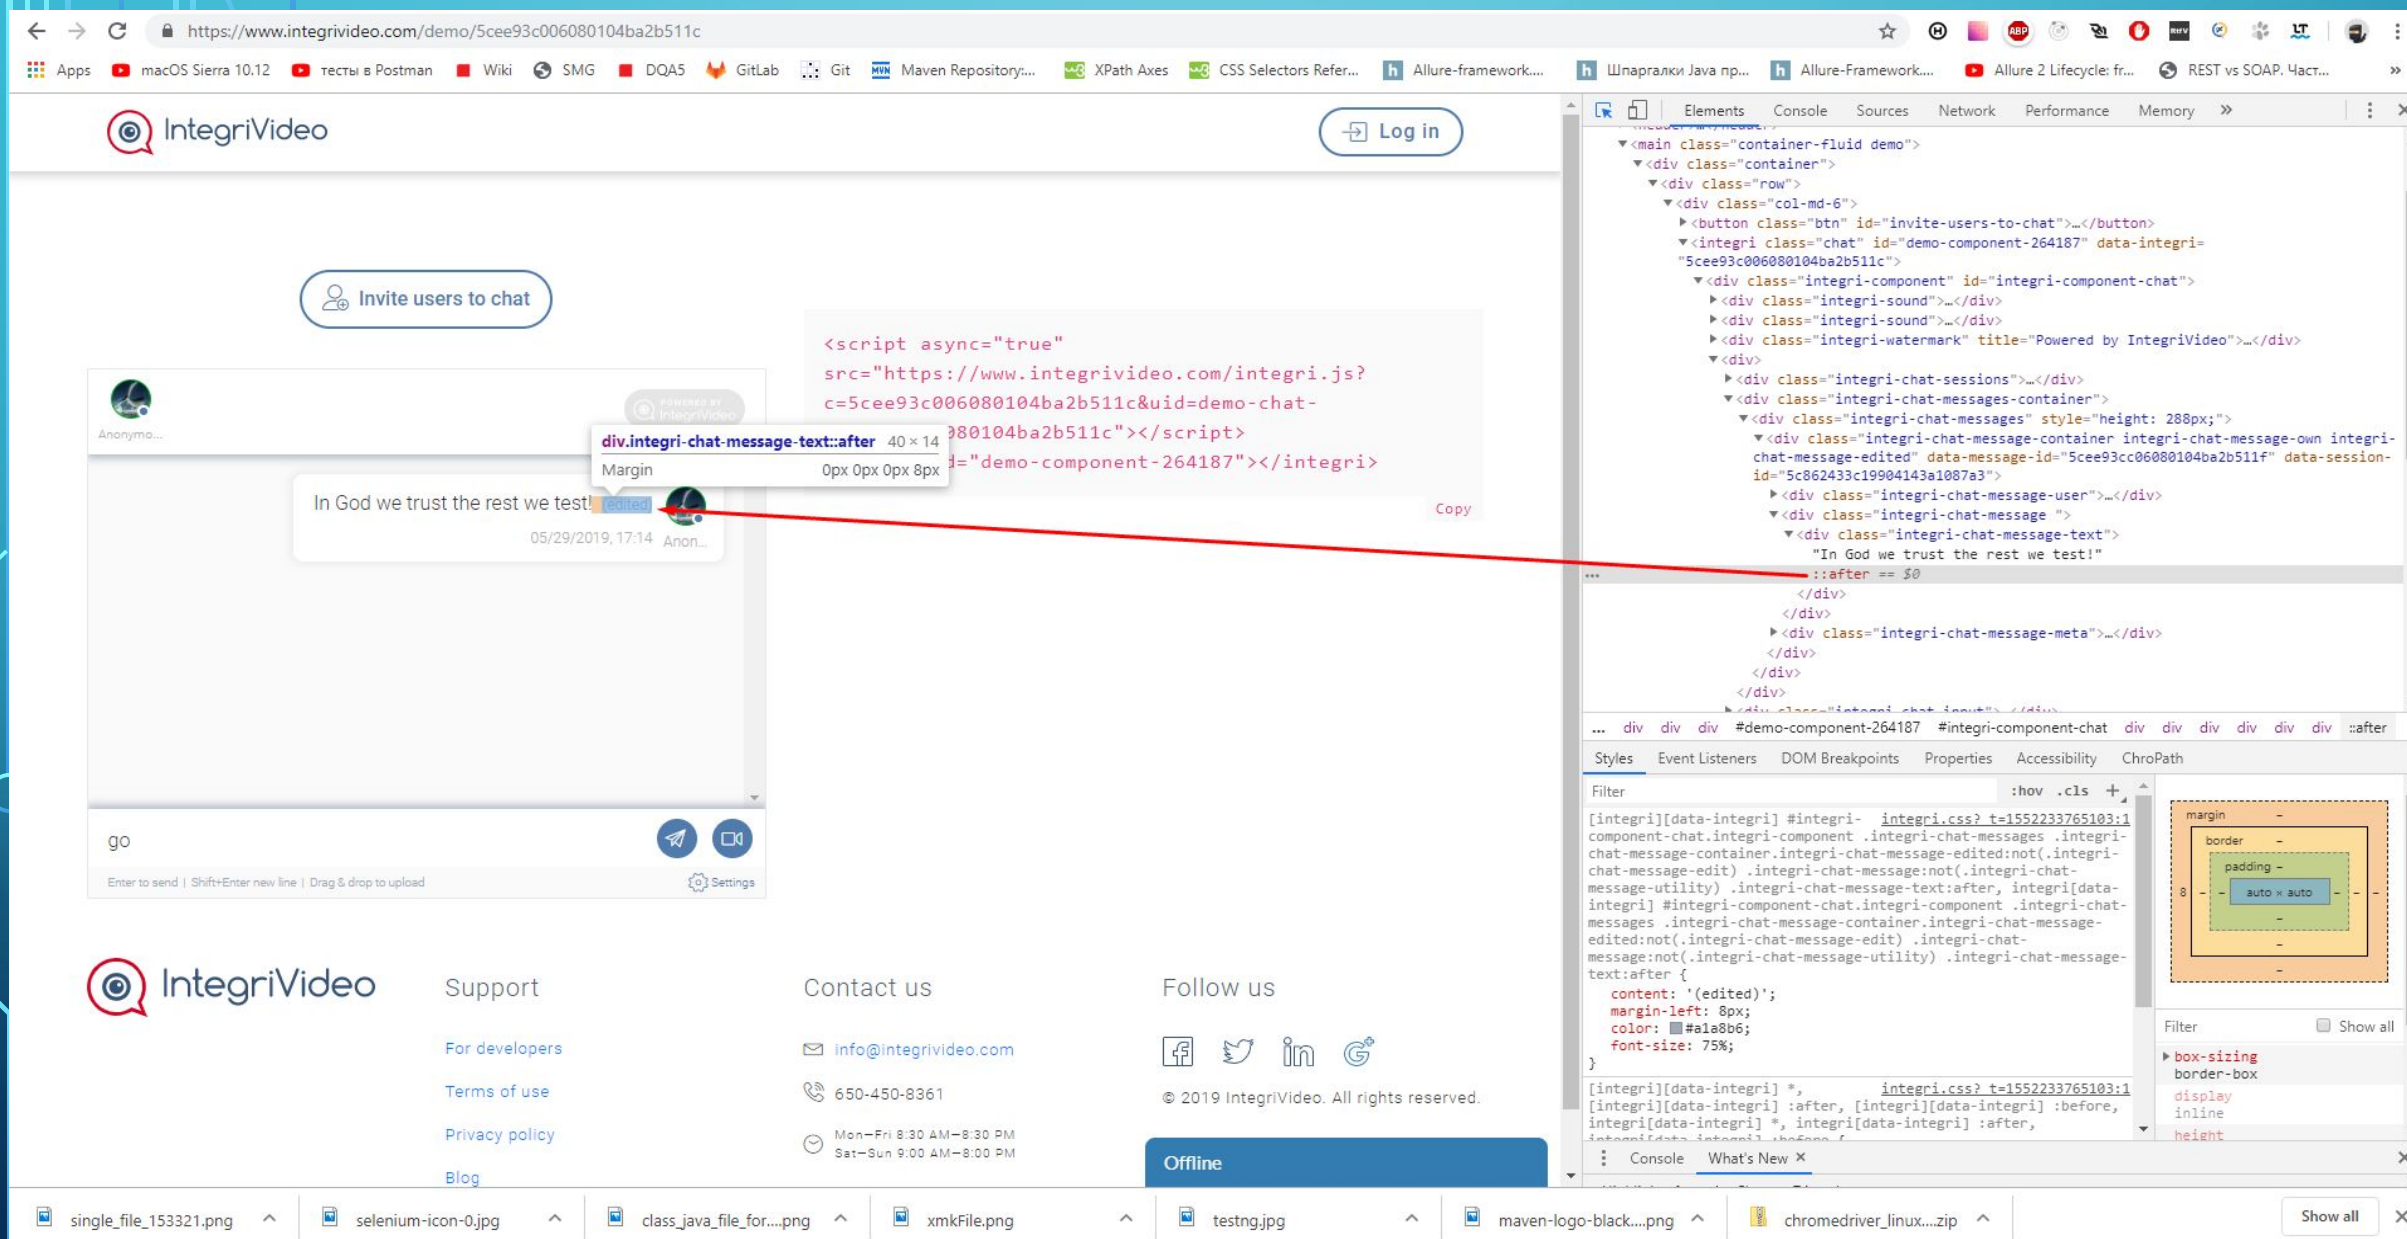 https://www.integrivideo.com/demo/5cee93c006080104ba2b511c
Apps macOS Sierra 10.12 тесты в Postman Wiki SMG DQA5 GitLab Git Maven Repository:... XPath Axes CSS Selectors Refer... Allure-framework.... Шпаргалки Java пр... Allure-Framework.... Allure 2 Lifecycle: fr... REST vs SOAP. Част... »
IntegriVideo
Log in
Invite users to chat
<script async="true"
src="https://www.integrivideo.com/integri.js?
c=5cee93c006080104ba2b511c&uid=demo-chat-
080104ba2b511c"></script>
d="demo-component-264187"></integri>
Copy
POWERED BY
IntegriVideo
Anonymo...
div.integri-chat-message-text::after 40 × 14
Margin 0px 0px 0px 8px
In God we trust the rest we test! (edited)
05/29/2019, 17:14 Anon...
go
Enter to send | Shift+Enter new line | Drag & drop to upload
Settings
IntegriVideo
Support
For developers
Terms of use
Privacy policy
Blog
Contact us
info@integrivideo.com
650-450-8361
Mon—Fri 8:30 AM—8:30 PM
Sat—Sun 9:00 AM—8:00 PM
Follow us
© 2019 IntegriVideo. All rights reserved.
Offline
Elements Console Sources Network Performance Memory »
<main class="container-fluid demo">
<div class="container">
<div class="row">
<div class="col-md-6">
<button class="btn" id="invite-users-to-chat">…</button>
<integri class="chat" id="demo-component-264187" data-integri=
"5cee93c006080104ba2b511c">
<div class="integri-component" id="integri-component-chat">
<div class="integri-sound">…</div>
<div class="integri-sound">…</div>
<div class="integri-watermark" title="Powered by IntegriVideo">…</div>
<div>
<div class="integri-chat-sessions">…</div>
<div class="integri-chat-messages-container">
<div class="integri-chat-messages" style="height: 288px;">
<div class="integri-chat-message-container integri-chat-message-own integri-
chat-message-edited" data-message-id="5cee93cc06080104ba2b511f" data-session-
id="5c862433c19904143a1087a3">
<div class="integri-chat-message-user">…</div>
<div class="integri-chat-message ">
<div class="integri-chat-message-text">
"In God we trust the rest we test!"
... ::after == $0
</div>
</div>
<div class="integri-chat-message-meta">…</div>
</div>
</div>
</div>
<div class="integri-chat-input">…</div>
... div div div #demo-component-264187 #integri-component-chat div div div div div div ::after
Styles Event Listeners DOM Breakpoints Properties Accessibility ChroPath
Filter :hov .cls +
[integri][data-integri] #integri- integri.css?_t=1552233765103:1
component-chat.integri-component .integri-chat-messages .integri-
chat-message-container.integri-chat-message-edited:not(.integri-
chat-message-edit) .integri-chat-message:not(.integri-chat-
message-utility) .integri-chat-message-text:after, integri[data-
integri] #integri-component-chat.integri-component .integri-chat-
messages .integri-chat-message-container.integri-chat-message-
edited:not(.integri-chat-message-edit) .integri-chat-
message:not(.integri-chat-message-utility) .integri-chat-message-
text:after {
content: '(edited)';
margin-left: 8px;
color: #a1a8b6;
font-size: 75%;
}
[integri][data-integri] *, integri.css?_t=1552233765103:1
[integri][data-integri] :after, [integri][data-integri] :before,
integri[data-integri] *, integri[data-integri] :after,
integri[data-integri] :before {
margin –
border –
padding –
8 – – auto × auto – – –
–
–
–
Filter Show all
box-sizing
border-box
display
inline
height
Console What's New ×
single_file_153321.png selenium-icon-0.jpg class_java_file_for....png xmkFile.png testng.jpg maven-logo-black....png chromedriver_linux....zip Show all